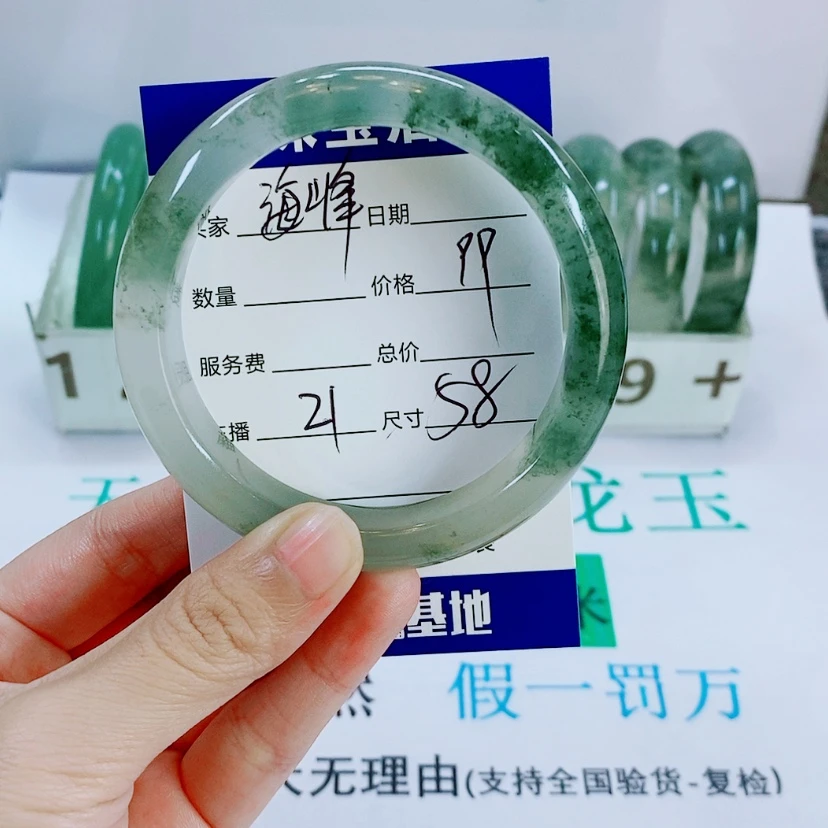 家 海峰 日期
数量 价格 99
服务费 总价
播 21 尺寸 58
1 9+
龙玉
米
基地
假一罚万
无理由(支持全国验货-复检)